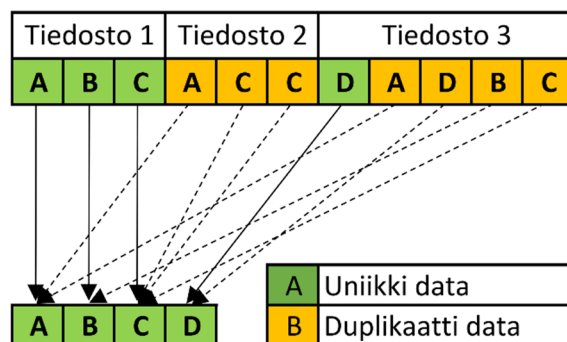 Tiedosto 1 Tiedosto 2 Tiedosto 3
A B C A C C D A D B C
A Uniikki data
A B C D B Duplikaatti data